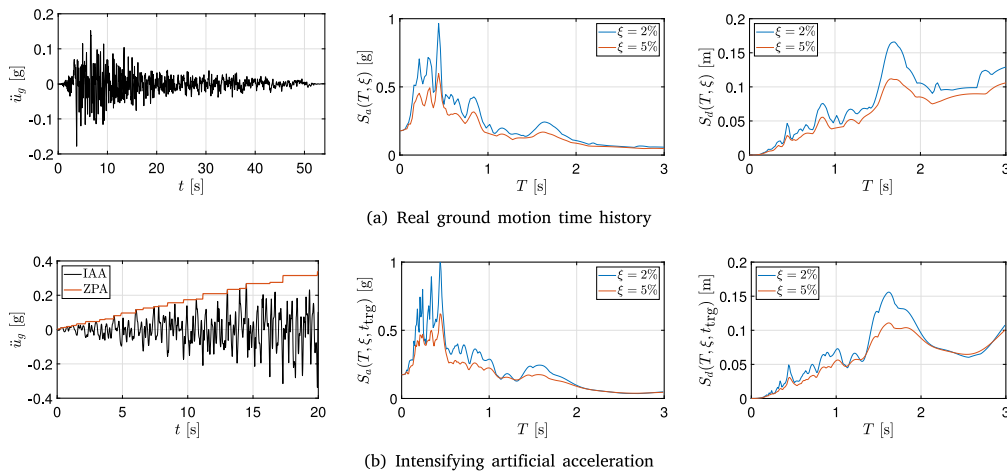 0.2
0.1
0
-0.1
-0.2
0 10 20 30 40 50
ü_g [g]
t [s]
1
0.5
0
0 1 2 3
S_a(T, ξ) [g]
T [s]
ξ = 2%
ξ = 5%
0.2
0.15
0.1
0.05
0
0 1 2 3
S_d(T, ξ) [m]
T [s]
ξ = 2%
ξ = 5%
(a) Real ground motion time history
0.4
0.2
0
-0.2
-0.4
0 5 10 15 20
ü_g [g]
t [s]
IAA
ZPA
1
0.5
0
0 1 2 3
S_a(T, ξ, t_trg) [g]
T [s]
ξ = 2%
ξ = 5%
0.2
0.15
0.1
0.05
0
0 1 2 3
S_d(T, ξ, t_trg) [m]
T [s]
ξ = 2%
ξ = 5%
(b) Intensifying artificial acceleration